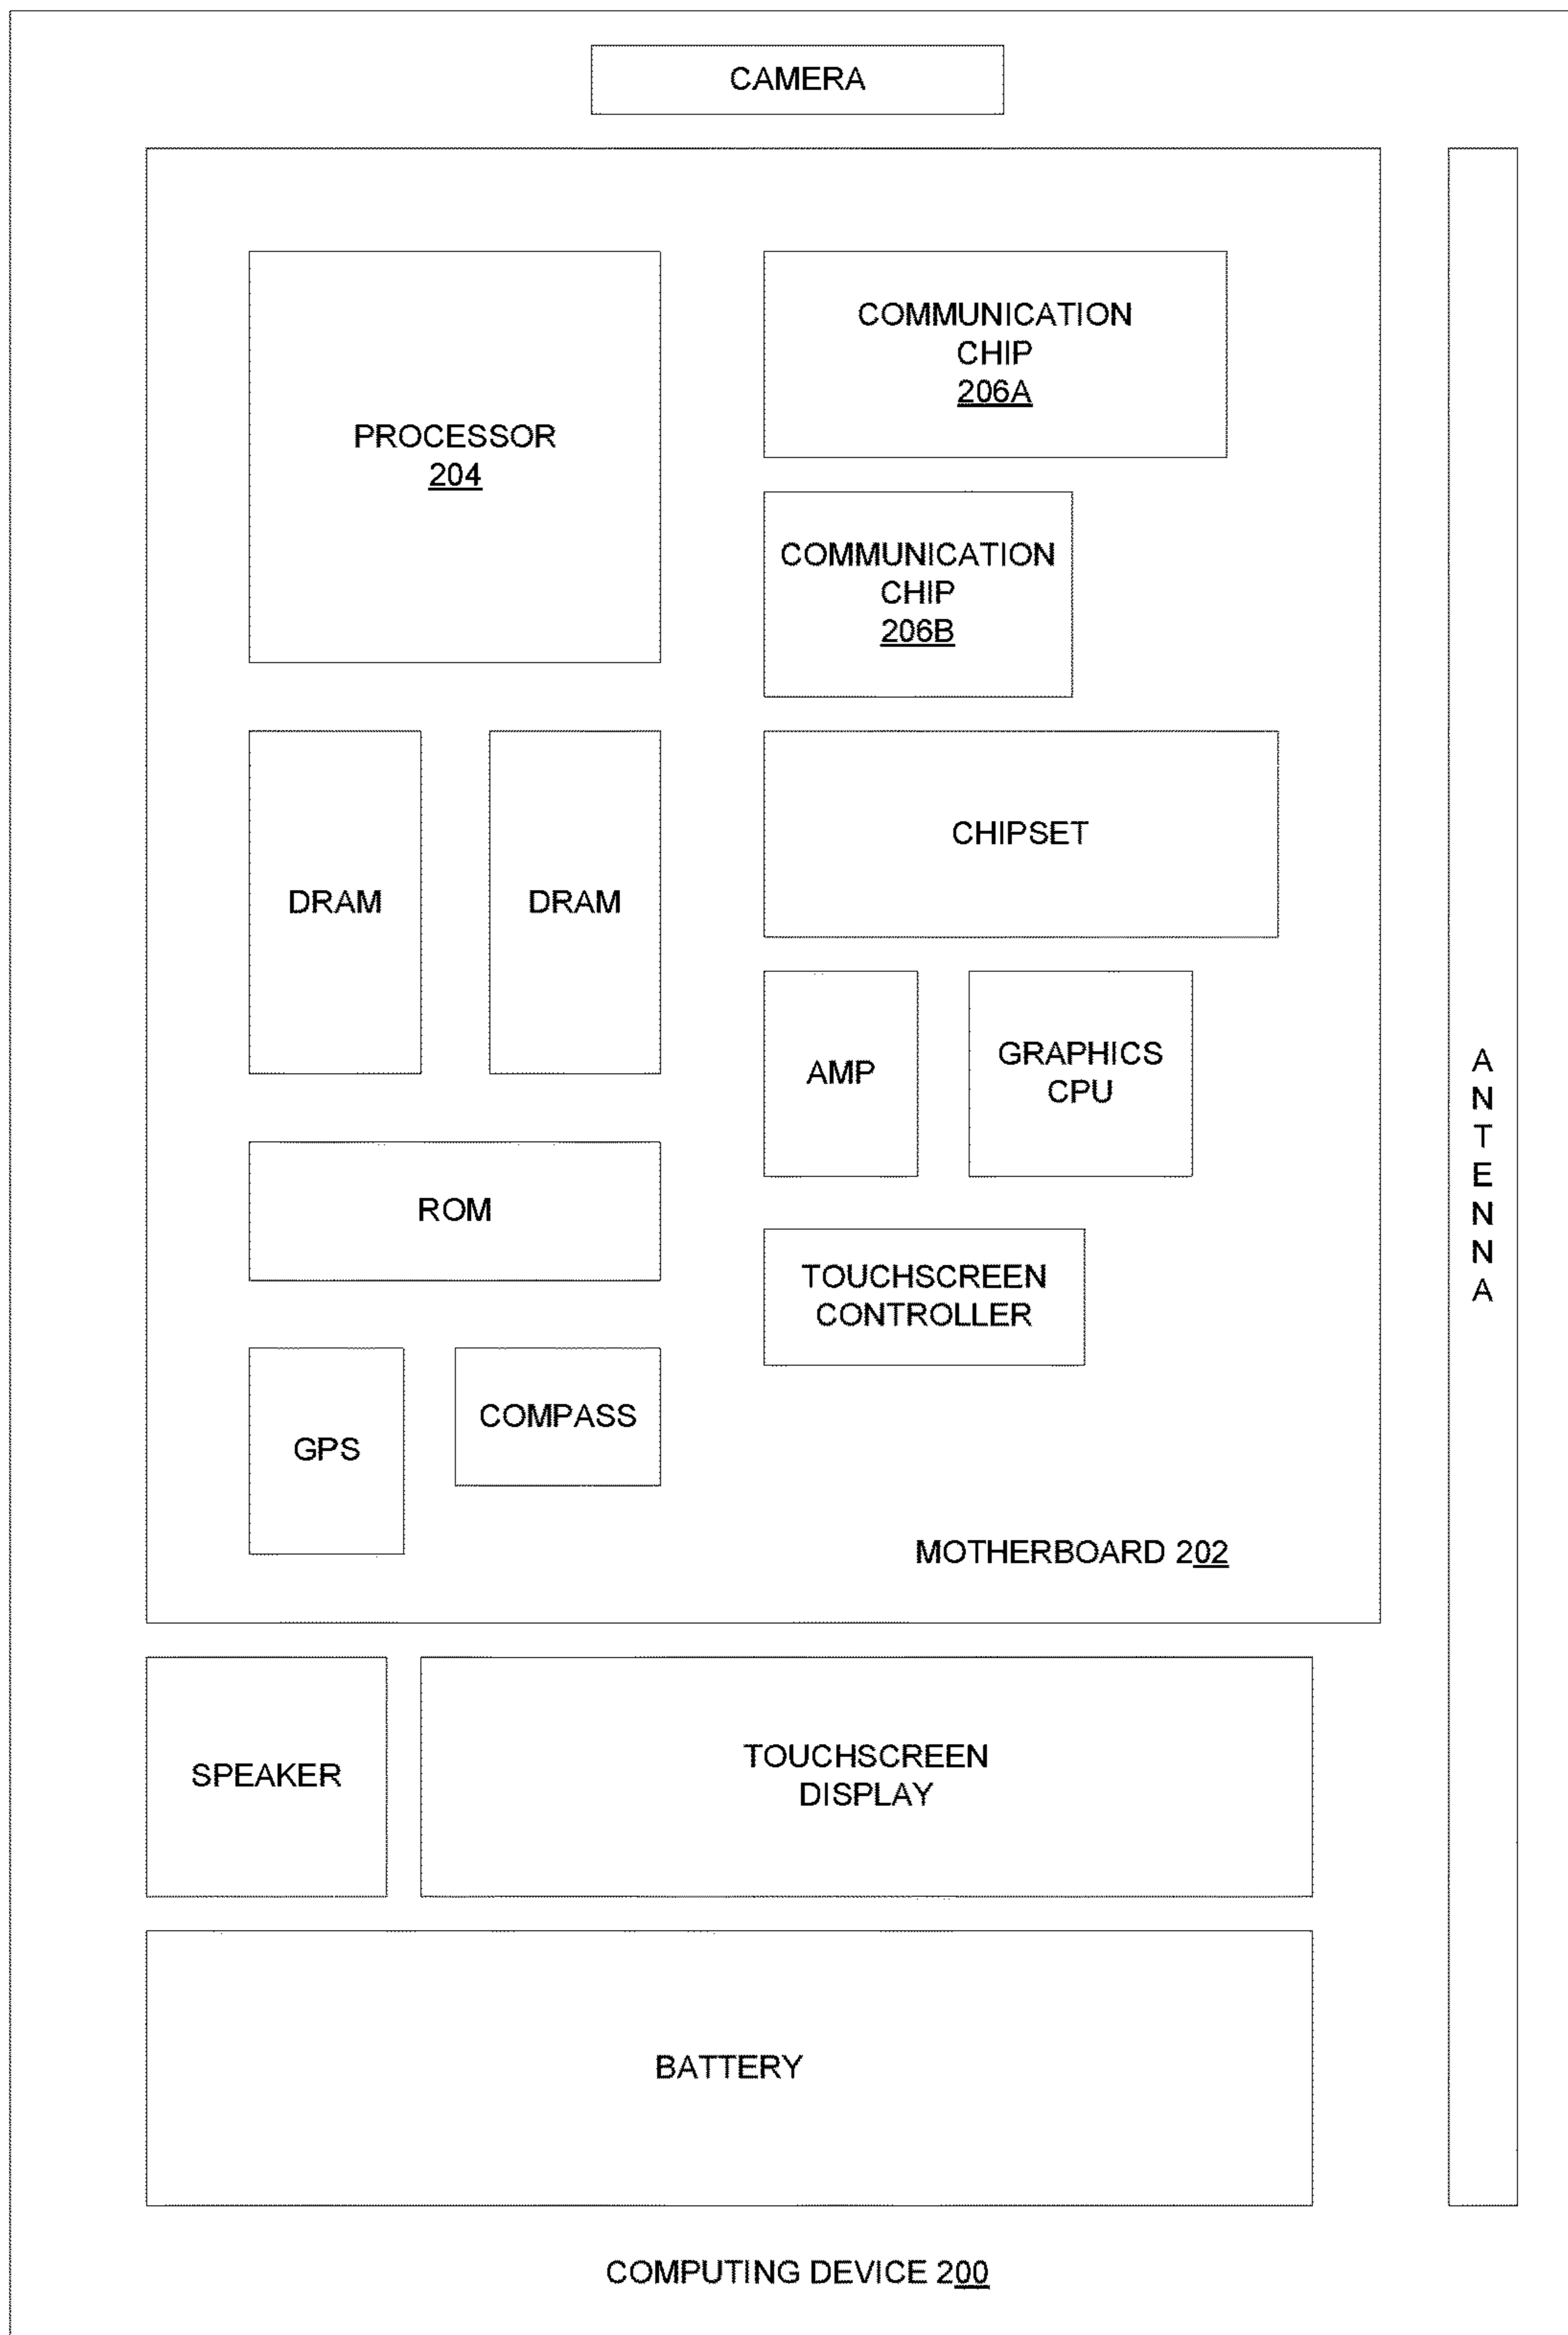 CAMERA
PROCESSOR
204
COMMUNICATION
CHIP
206A
COMMUNICATION
CHIP
206B
DRAM
DRAM
CHIPSET
AMP
GRAPHICS
CPU
ROM
TOUCHSCREEN
CONTROLLER
GPS
COMPASS
MOTHERBOARD 202
A
N
T
E
N
N
A
SPEAKER
TOUCHSCREEN
DISPLAY
BATTERY
COMPUTING DEVICE 200